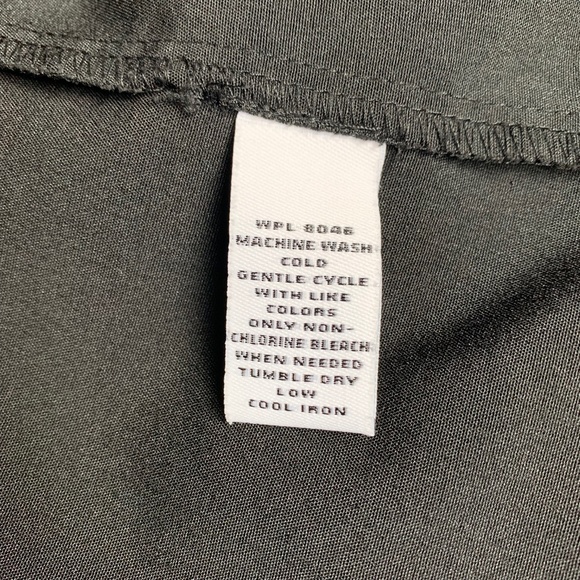 WPL 8046
MACHINE WASH
COLD
GENTLE CYCLE
WITH LIKE
COLORS
ONLY NON-
CHLORINE BLEACH
WHEN NEEDED
TUMBLE DRY
LOW
COOL IRON